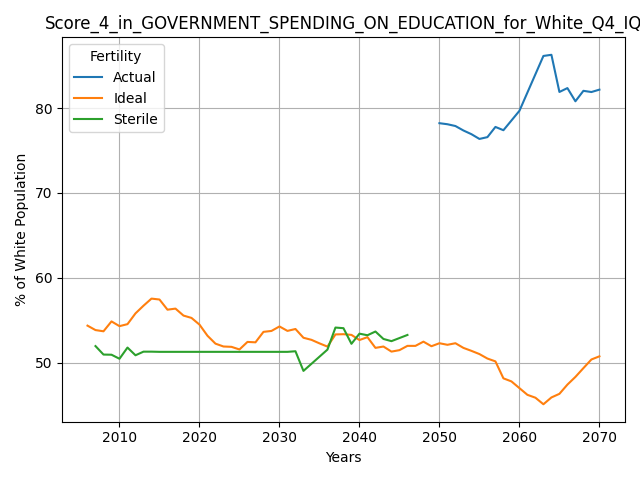 Score_4_in_GOVERNMENT_SPENDING_ON_EDUCATION_for_White_Q4_IQ
Fertility
Actual
Ideal
Sterile
% of White Population
80
70
60
50
2010 2020 2030 2040 2050 2060 2070
Years